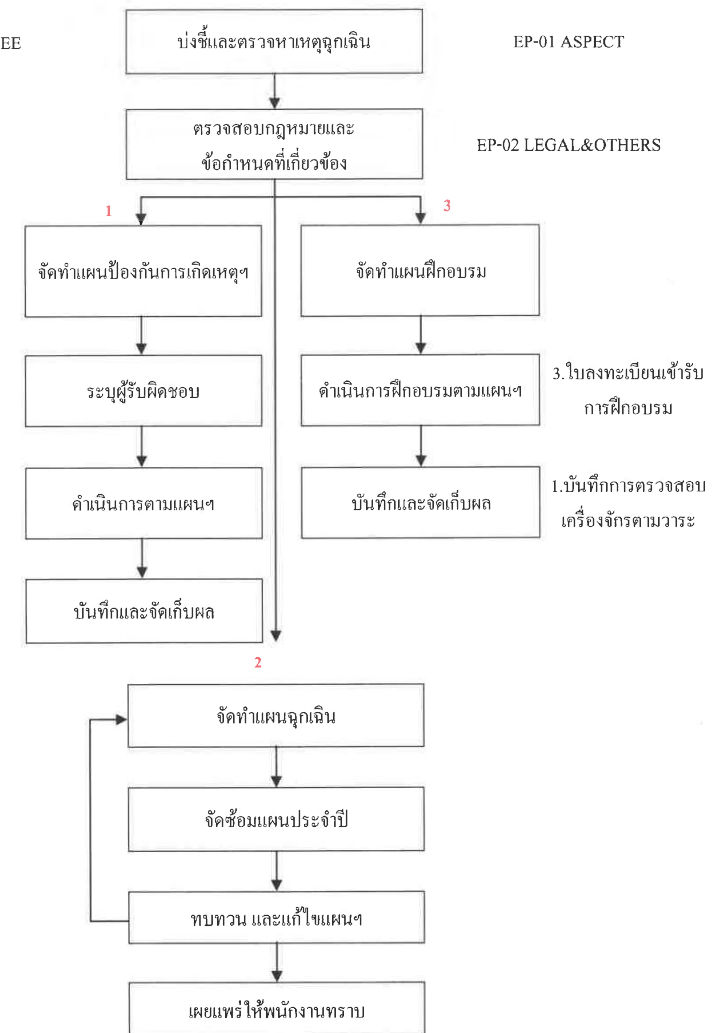 EE
บ่งชี้และตรวจหาเหตุฉุกเฉิน
EP-01 ASPECT
ตรวจสอบกฎหมายและ
ข้อกำหนดที่เกี่ยวข้อง
EP-02 LEGAL&OTHERS
1
3
จัดทำแผนป้องกันการเกิดเหตุฯ
จัดทำแผนฝึกอบรม
ระบุผู้รับผิดชอบ
ดำเนินการฝึกอบรมตามแผนฯ
3.ใบลงทะเบียนเข้ารับ
การฝึกอบรม
ดำเนินการตามแผนฯ
บันทึกและจัดเก็บผล
1.บันทึกการตรวจสอบ
เครื่องจักรตามวาระ
บันทึกและจัดเก็บผล
2
จัดทำแผนฉุกเฉิน
จัดซ้อมแผนประจำปี
ทบทวน และแก้ไขแผนฯ
เผยแพร่ให้พนักงานทราบ